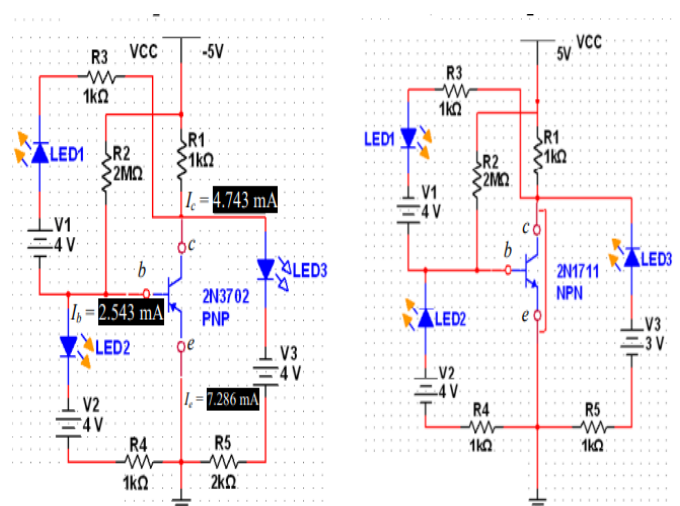 VCC -5V
R3
1kΩ
R1
1kΩ
R2
2MΩ
LED1
V1
4 V
Ic = 4.743 mA
c
b
LED3
2N3702
PNP
Ib = 2.543 mA
e
LED2
V3
4 V
Ie = 7.286 mA
V2
4 V
R4
1kΩ
R5
2kΩ
VCC
5V
R3
1kΩ
R1
1kΩ
LED1
R2
2MΩ
V1
4 V
c
b
LED3
2N1711
NPN
e
LED2
V3
3 V
V2
4 V
R4
1kΩ
R5
1kΩ